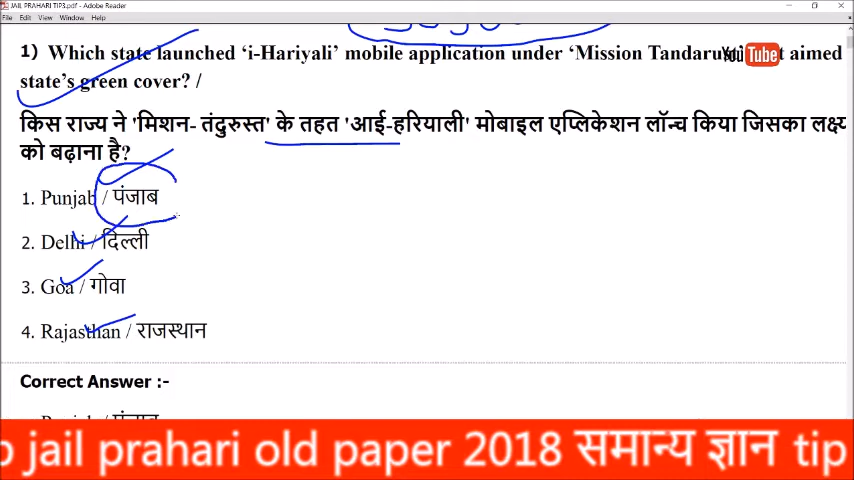 JAIL PRAHARI TIP3.pdf - Adobe Reader
File Edit View Window Help
1) Which state launched ‘i-Hariyali’ mobile application under ‘Mission Tandarust aimed
YouTube
state’s green cover? /
किस राज्य ने 'मिशन- तंदुरुस्त' के तहत 'आई-हरियाली' मोबाइल एप्लिकेशन लॉन्च किया जिसका लक्ष्य
को बढ़ाना है?
1. Punjab / पंजाब
2. Delhi / दिल्ली
3. Goa / गोवा
4. Rajasthan / राजस्थान
Correct Answer :-
jail prahari old paper 2018 समान्य ज्ञान tip